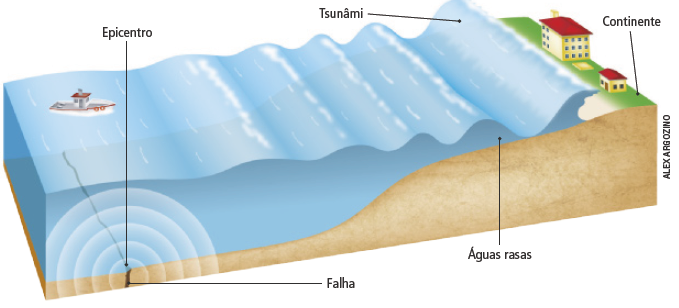 Tsunâmi
Epicentro
Continente
ALEX ARGOZINO
Águas rasas
Falha